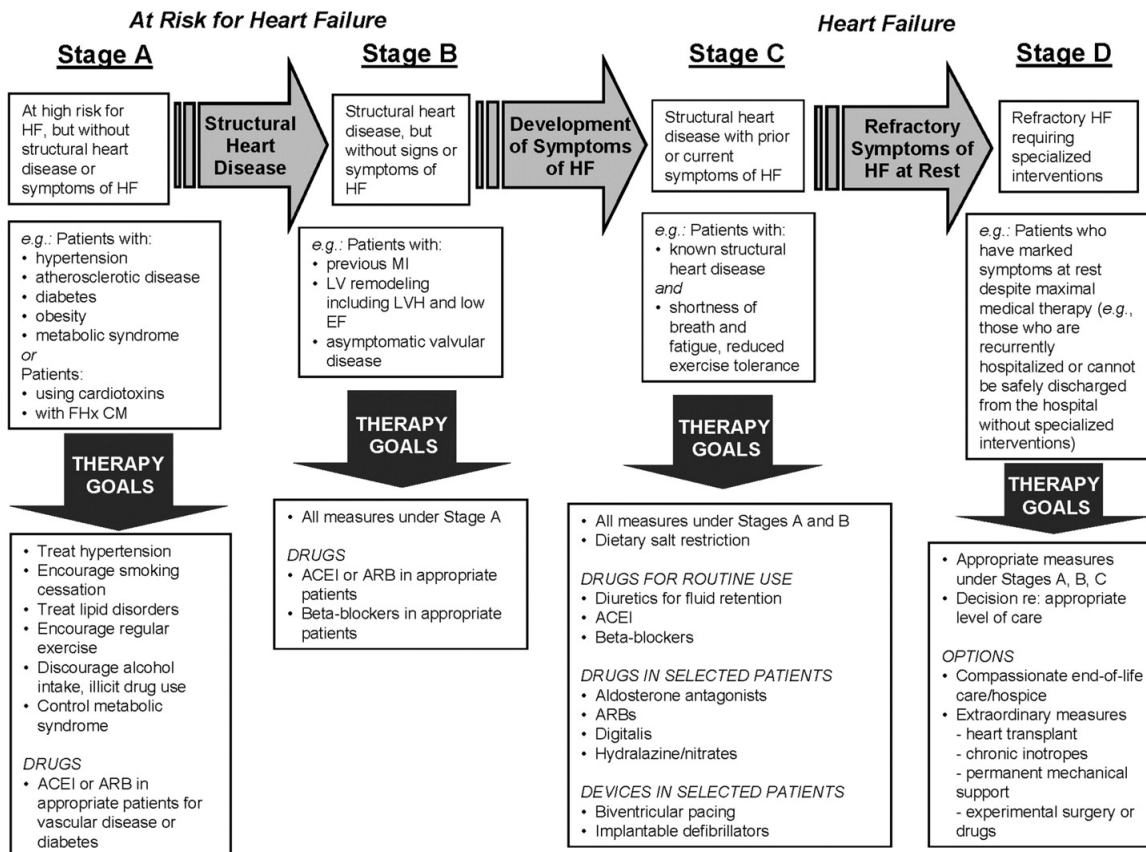 At Risk for Heart Failure
Heart Failure
Stage A
Stage B
Stage C
Stage D
At high risk for
HF, but without
structural heart
disease or
symptoms of HF
Structural
Heart
Disease
Structural heart
disease, but
without signs or
symptoms of
HF
Development
of Symptoms
of HF
Structural heart
disease with prior
or current
symptoms of HF
Refractory
Symptoms of
HF at Rest
Refractory HF
requiring
specialized
interventions
e.g.: Patients with:
• hypertension
• atherosclerotic disease
• diabetes
• obesity
• metabolic syndrome
or
Patients:
• using cardiotoxins
• with FHx CM
e.g.: Patients with:
• previous MI
• LV remodeling
including LVH and low
EF
• asymptomatic valvular
disease
e.g.: Patients with:
• known structural
heart disease
and
• shortness of
breath and
fatigue, reduced
exercise tolerance
e.g.: Patients who
have marked
symptoms at rest
despite maximal
medical therapy (e.g.,
those who are
recurrently
hospitalized or cannot
be safely discharged
from the hospital
without specialized
interventions)
THERAPY
GOALS
THERAPY
GOALS
THERAPY
GOALS
THERAPY
GOALS
• Treat hypertension
• Encourage smoking
cessation
• Treat lipid disorders
• Encourage regular
exercise
• Discourage alcohol
intake, illicit drug use
• Control metabolic
syndrome
DRUGS
• ACEI or ARB in
appropriate patients for
vascular disease or
diabetes
• All measures under Stage A
DRUGS
• ACEI or ARB in appropriate
patients
• Beta-blockers in appropriate
patients
• All measures under Stages A and B
• Dietary salt restriction
DRUGS FOR ROUTINE USE
• Diuretics for fluid retention
• ACEI
• Beta-blockers
DRUGS IN SELECTED PATIENTS
• Aldosterone antagonists
• ARBs
• Digitalis
• Hydralazine/nitrates
DEVICES IN SELECTED PATIENTS
• Biventricular pacing
• Implantable defibrillators
• Appropriate measures
under Stages A, B, C
• Decision re: appropriate
level of care
OPTIONS
• Compassionate end-of-life
care/hospice
• Extraordinary measures
- heart transplant
- chronic inotropes
- permanent mechanical
support
- experimental surgery or
drugs